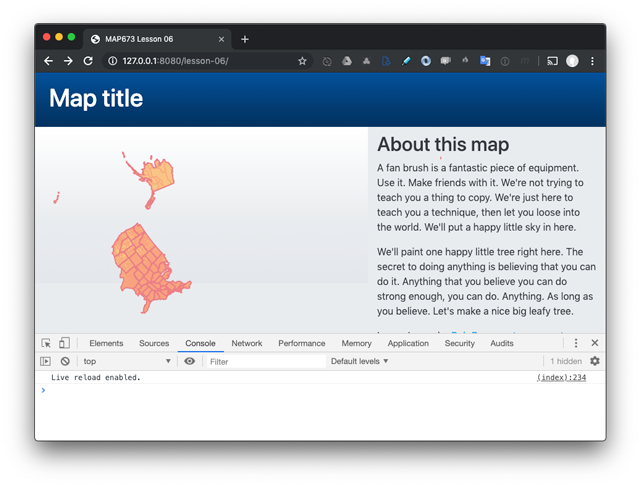 MAP673 Lesson 06
127.0.0.1:8080/lesson-06/
Map title
About this map
A fan brush is a fantastic piece of equipment.
Use it. Make friends with it. We're not trying to
teach you a thing to copy. We're just here to
teach you a technique, then let you loose into
the world. We'll put a happy little sky in here.
We'll paint one happy little tree right here. The
secret to doing anything is believing that you can
do it. Anything that you believe you can do
strong enough, you can do. Anything. As long as
you believe. Let's make a nice big leafy tree.
Elements Sources Console Network Performance Memory Application Security Audits
top Filter Default levels 1 hidden
Live reload enabled. (index):234